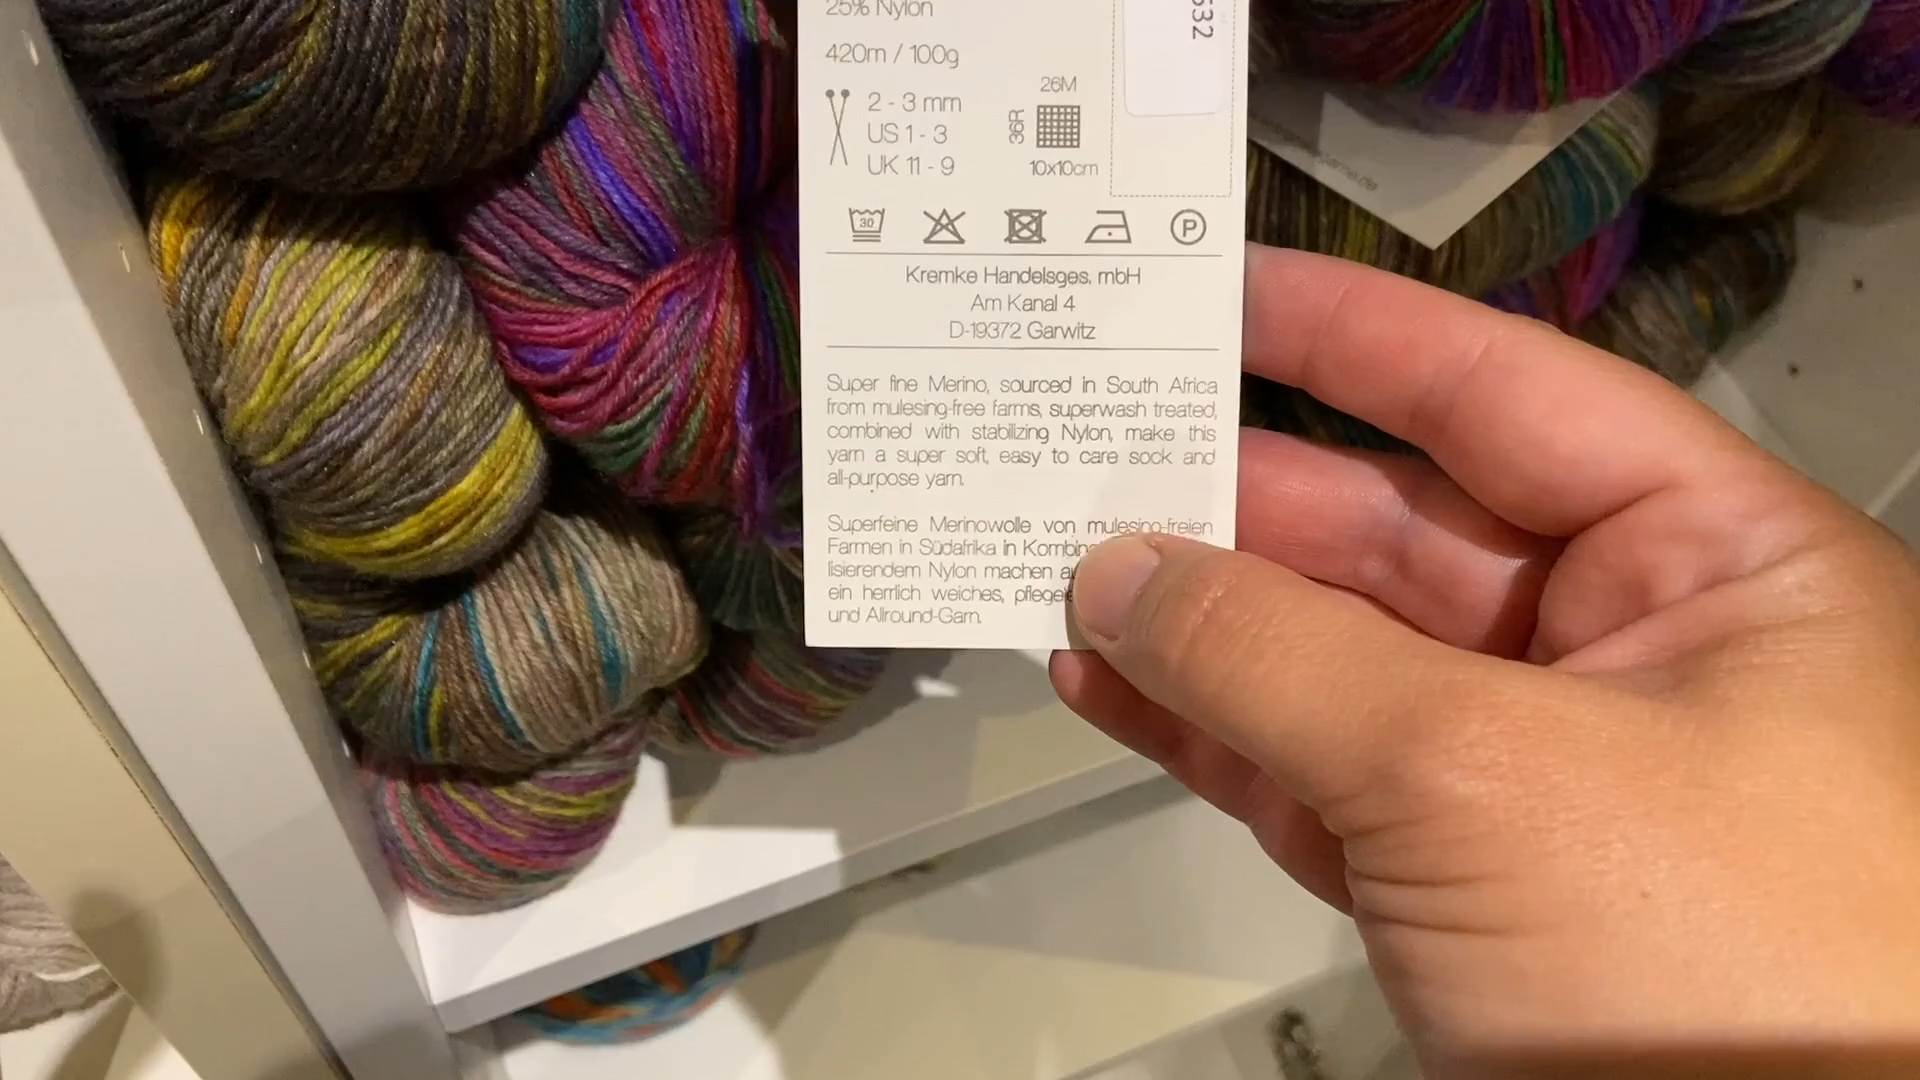 25% Nylon
420m / 100g
2 - 3 mm
US 1 - 3
UK 11 - 9
26M
36R
10x10cm
532
30
P
Kremke Handelsges. mbH
Am Kanal 4
D-19372 Garwitz
Super fine Merino, sourced in South Africa
from mulesing-free farms, superwash treated,
combined with stabilizing Nylon, make this
yarn a super soft, easy to care sock and
all-purpose yarn.
Superfeine Merinowolle von mulesing-freien
Farmen in Südafrika in
lisierendem Nylon machen
ein herrlich weiches,
und Allround-Garn.